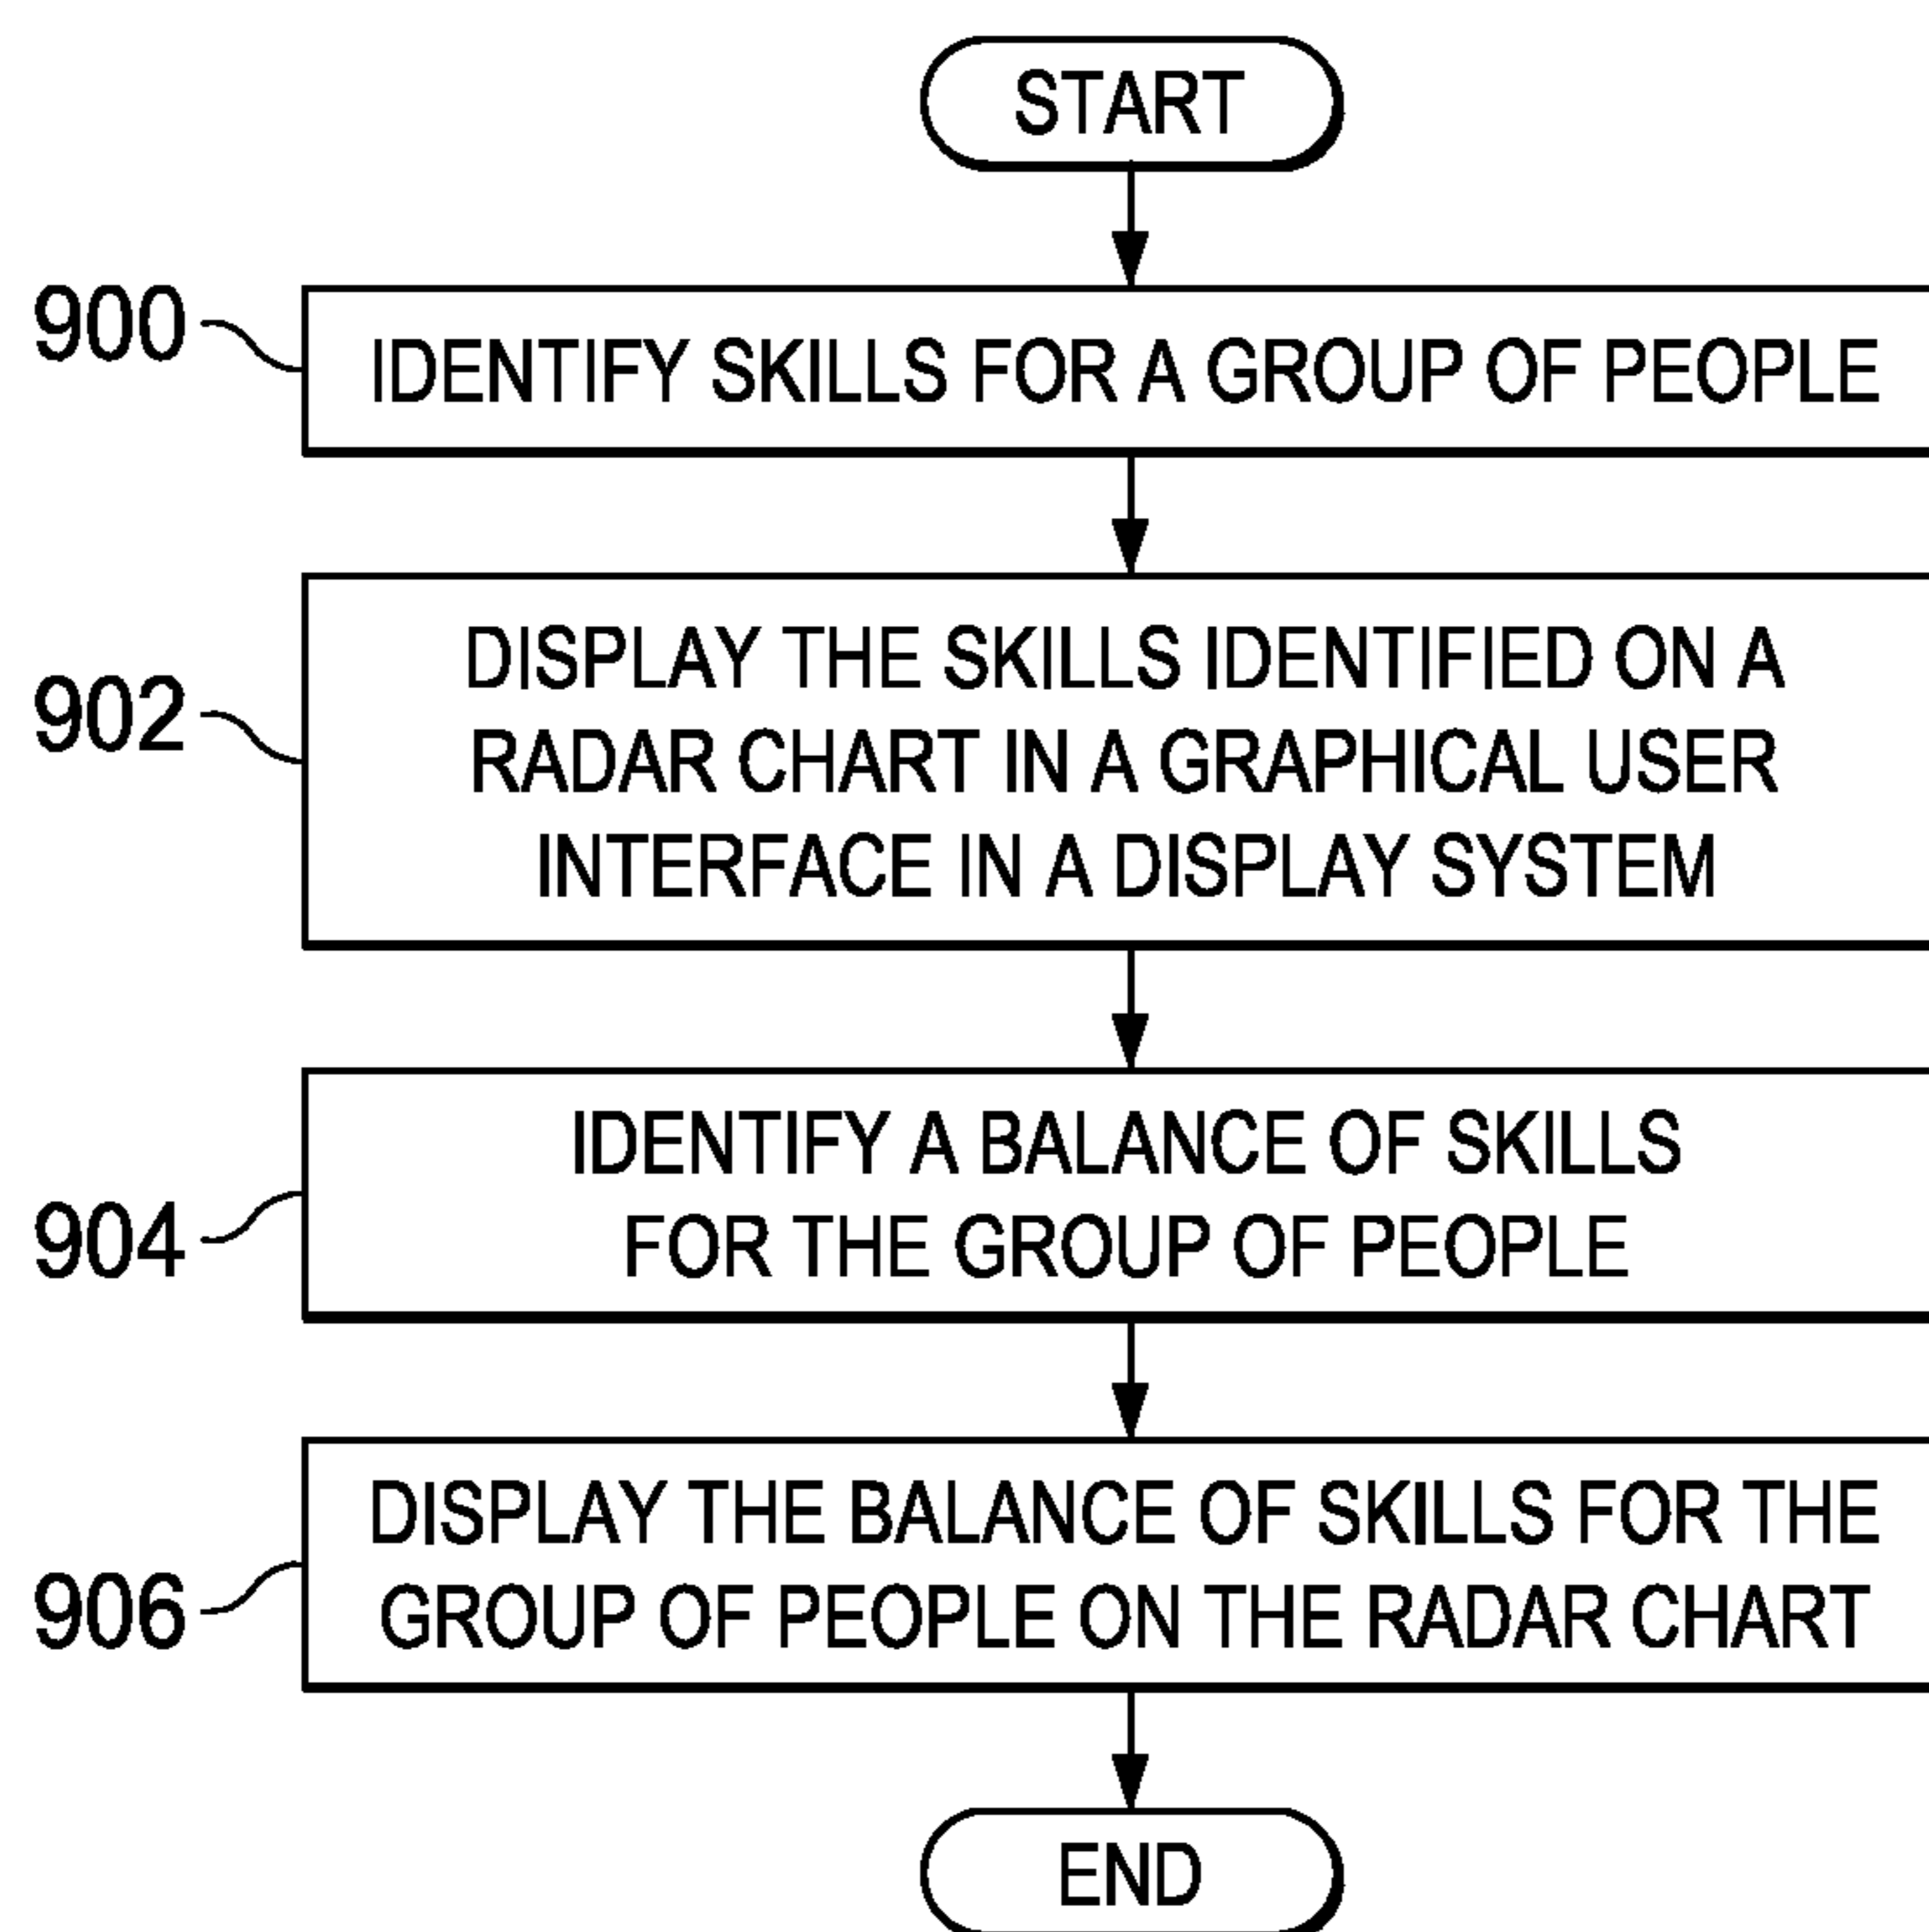 START
900
IDENTIFY SKILLS FOR A GROUP OF PEOPLE
902
DISPLAY THE SKILLS IDENTIFIED ON A
RADAR CHART IN A GRAPHICAL USER
INTERFACE IN A DISPLAY SYSTEM
904
IDENTIFY A BALANCE OF SKILLS
FOR THE GROUP OF PEOPLE
906
DISPLAY THE BALANCE OF SKILLS FOR THE
GROUP OF PEOPLE ON THE RADAR CHART
END